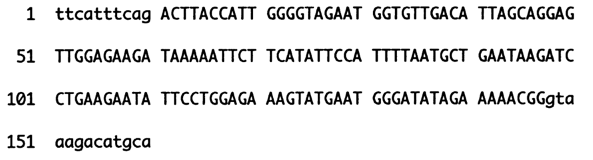 1 ttcatttcag ACTTACCATT GGGGTAGAAT GGTGTTGACA TTAGCAGGAG
51 TTGGAGAAGA TAAAAATTCT TCATATTCCA TTTTAATGCT GAATAAGATC
101 CTGAAGAATA TTCCTGGAGA AAGTATGAAT GGGATATAGA AAAACGGgta
151 aagacatgca